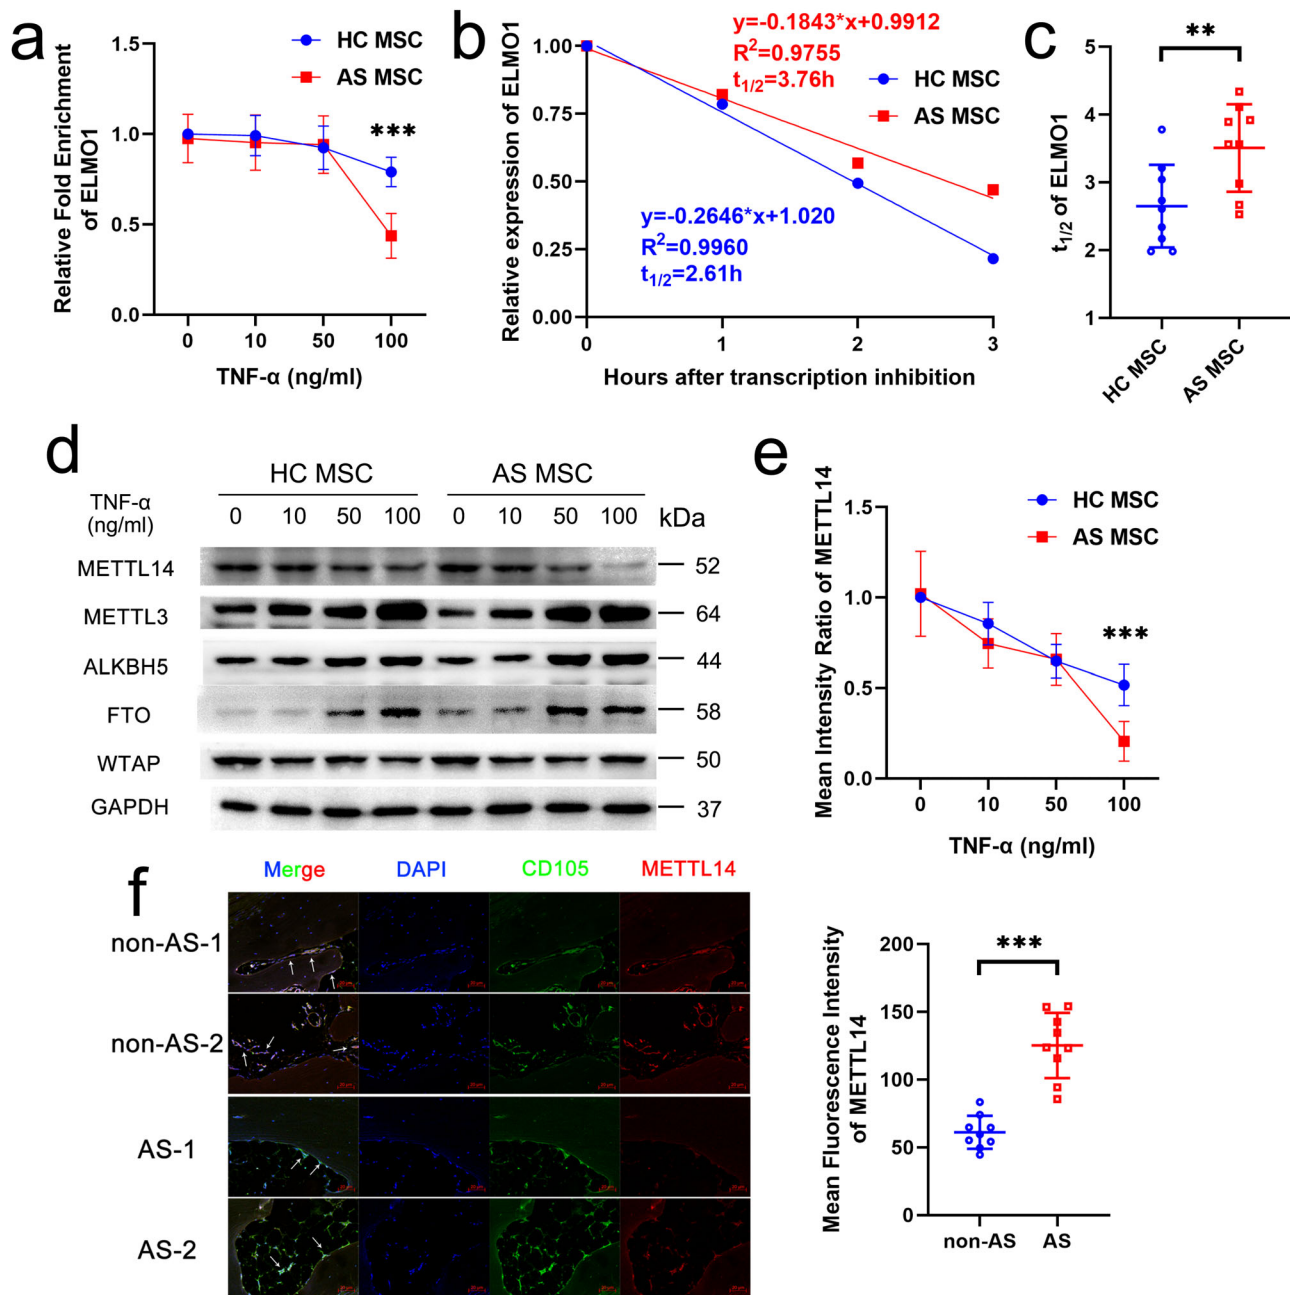 a
HC MSC
AS MSC
Relative Fold Enrichment
of ELMO1
1.5
1.0
0.5
0.0
***
0 10 50 100
TNF-α (ng/ml)
b
y=-0.1843*x+0.9912
R2=0.9755
t1/2=3.76h
HC MSC
AS MSC
y=-0.2646*x+1.020
R2=0.9960
t1/2=2.61h
Relative expression of ELMO1
1.00
0.75
0.50
0.25
0.00
0 1 2 3
Hours after transcription inhibition
c
**
t1/2 of ELMO1
5
4
3
2
1
HC MSC
AS MSC
d
HC MSC AS MSC
TNF-α
(ng/ml)
0 10 50 100 0 10 50 100 kDa
METTL14 52
METTL3 64
ALKBH5 44
FTO 58
WTAP 50
GAPDH 37
e
HC MSC
AS MSC
Mean Intensity Ratio of METTL14
1.5
1.0
0.5
0.0
***
0 10 50 100
TNF-α (ng/ml)
f
Merge DAPI CD105 METTL14
non-AS-1
non-AS-2
AS-1
AS-2
Mean Fluorescence Intensity
of METTL14
200
150
100
50
0
***
non-AS AS